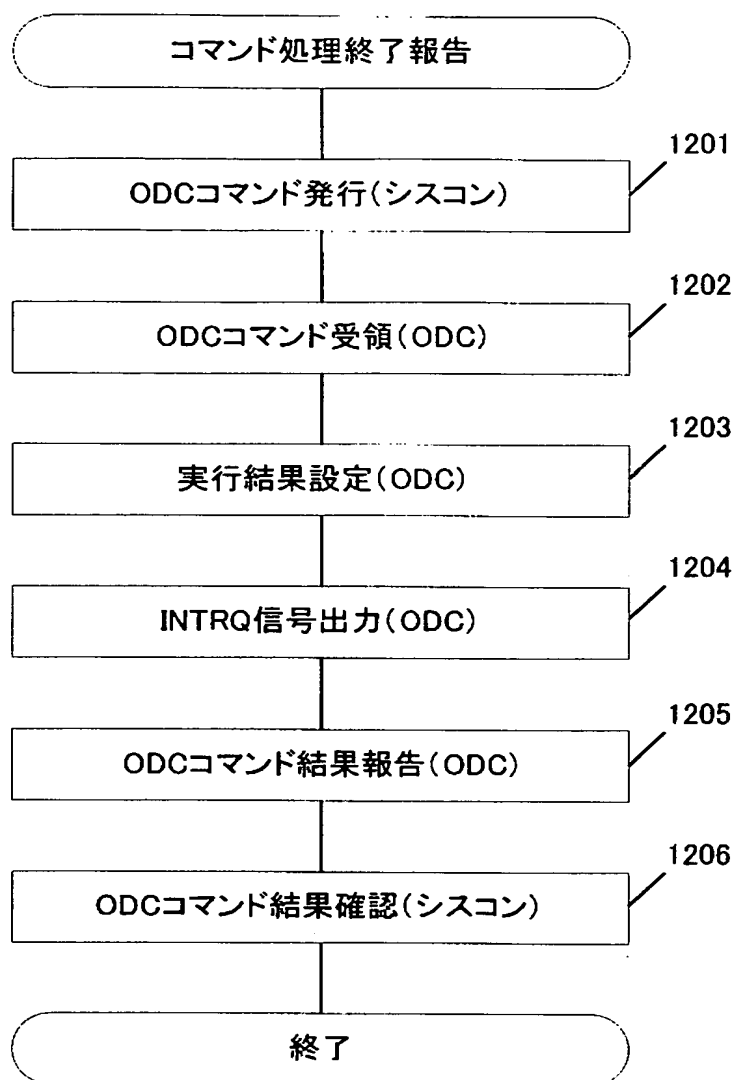 コマンド処理終了報告
1201
ODCコマンド発行(シスコン)
1202
ODCコマンド受領(ODC)
1203
実行結果設定(ODC)
1204
INTRQ信号出力(ODC)
1205
ODCコマンド結果報告(ODC)
1206
ODCコマンド結果確認(シスコン)
終了